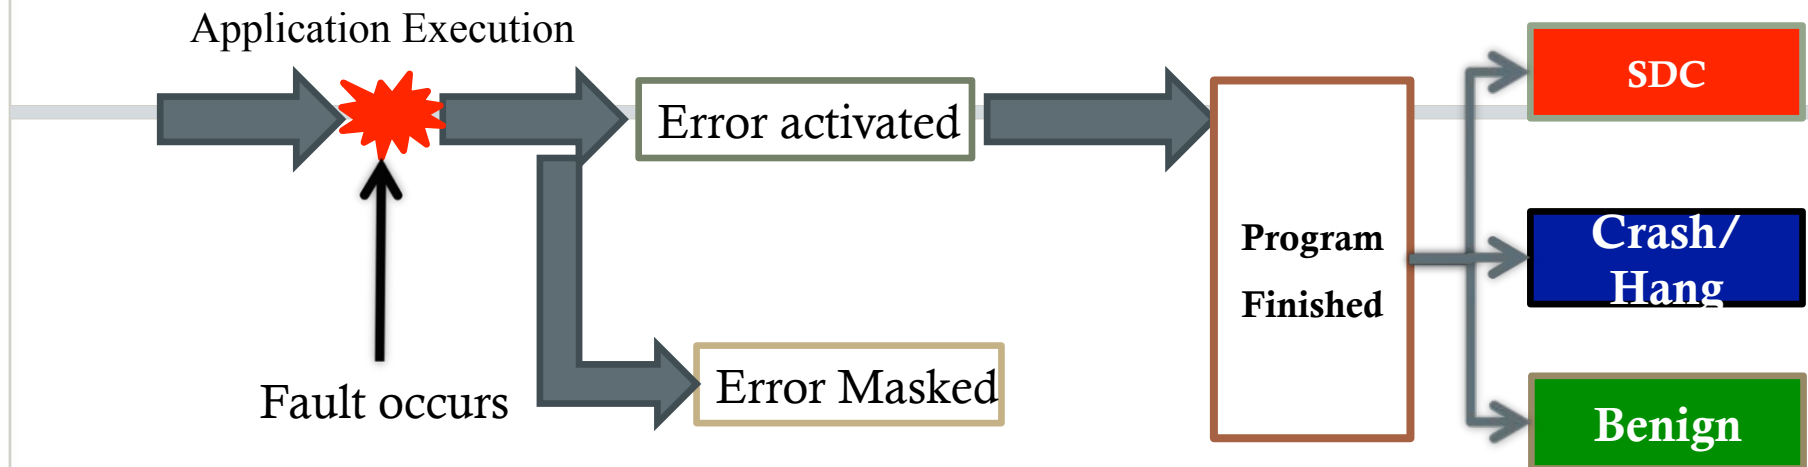 Application Execution
Error activated
Fault occurs
Error Masked
Program
Finished
SDC
Crash/
Hang
Benign